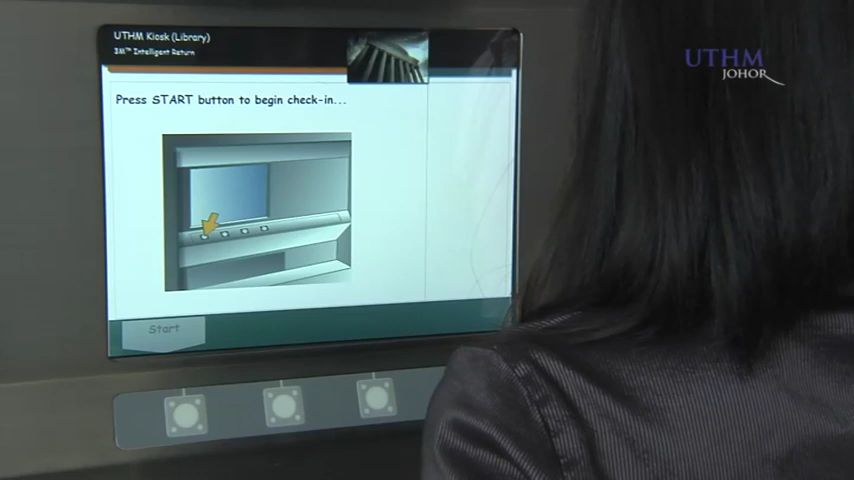 UTHM Kiosk (Library)
3M™ Intelligent Return
UTHM
JOHOR
Press START button to begin check-in...
Start